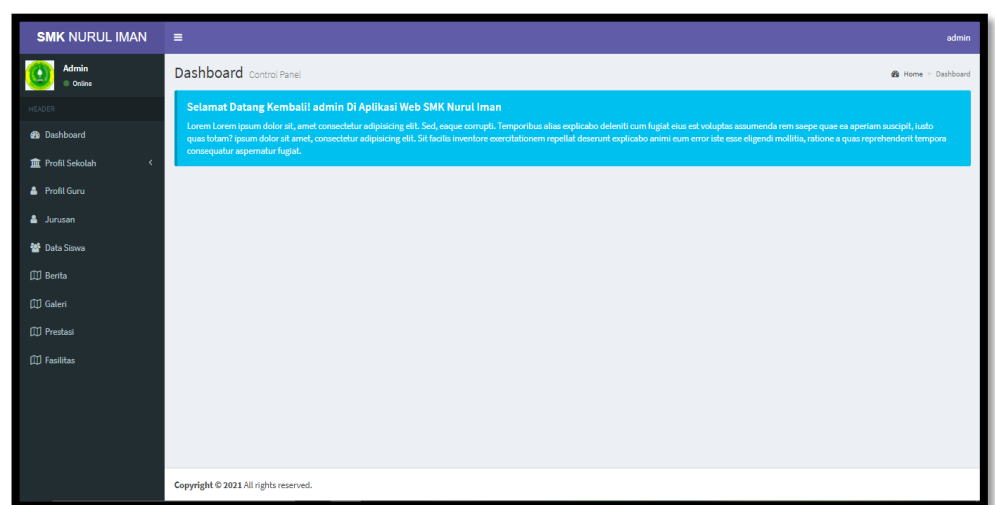 SMK NURUL IMAN
admin
Admin
Online
HEADER
Dashboard
Profil Sekolah
Profil Guru
Jurusan
Data Siswa
Berita
Galeri
Prestasi
Fasilitas
Dashboard Control Panel
Home > Dashboard
Selamat Datang Kembali! admin Di Aplikasi Web SMK Nurul Iman
Lorem Lorem ipsum dolor sit, amet consectetur adipisicing elit. Sed, eaque corrupti. Temporibus alias explicabo deleniti cum fugiat eius est voluptas assumenda rem saepe quae ea aperiam suscipit, iusto
quas totam? ipsum dolor sit amet, consectetur adipisicing elit. Sit facilis inventore exercitationem repellat deserunt explicabo animi eum error iste esse eligendi mollitia, ratione a quas reprehenderit tempora
consequatur aspernatur fugiat.
Copyright © 2021 All rights reserved.